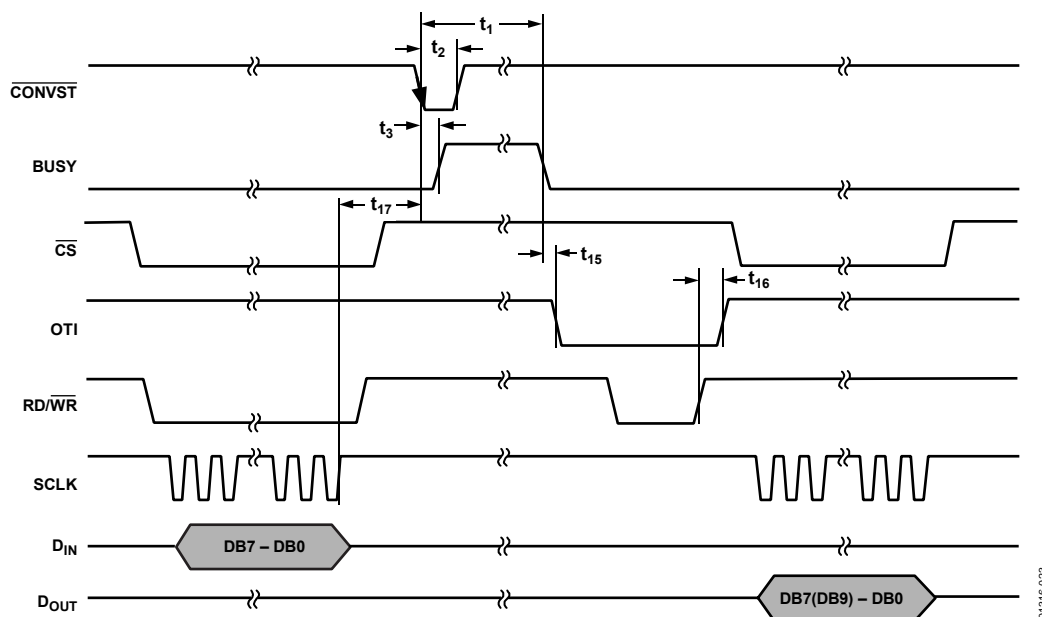 t1
t2
CONVST
t3
BUSY
t17
CS
t15
t16
OTI
RD/WR
SCLK
DIN
DB7 – DB0
DOUT
DB7(DB9) – DB0